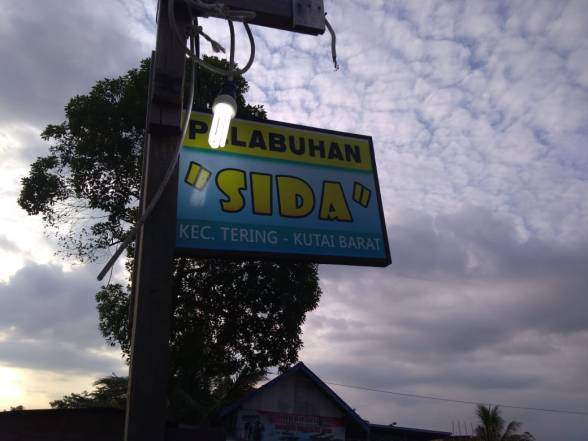 PELABUHAN
"SIDA"
KEC. TERING - KUTAI BARAT